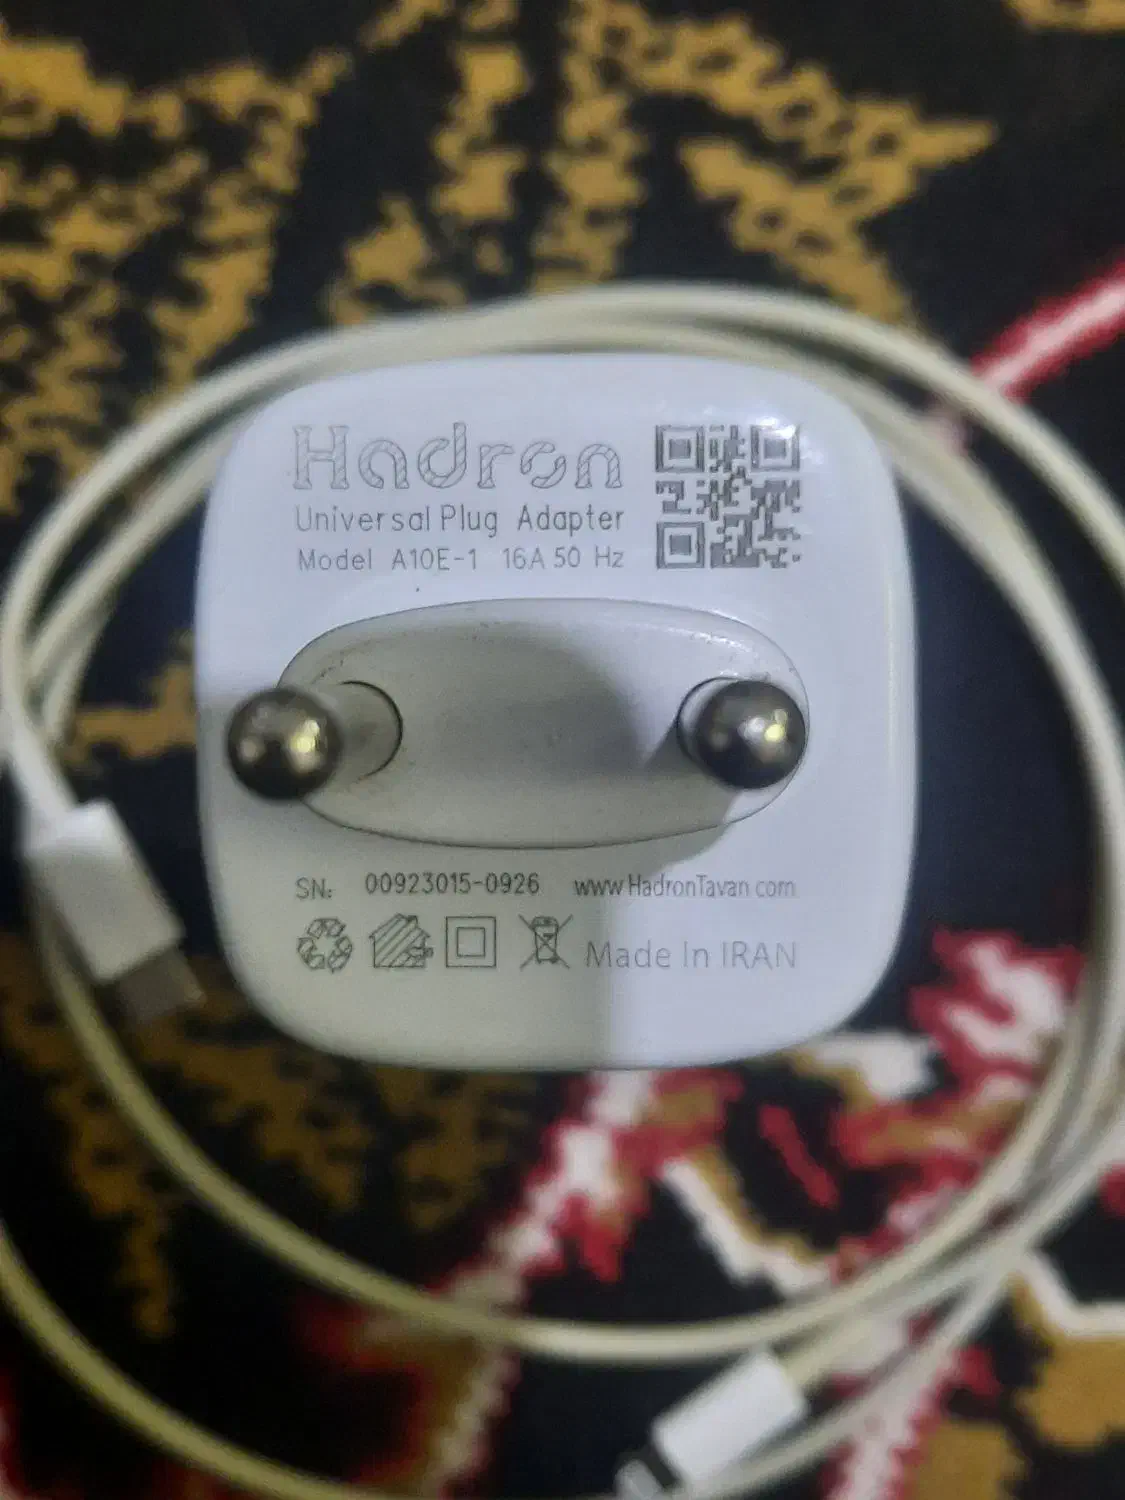 Hadron
Universal Plug Adapter
Model A10E-1 16A 50 Hz
SN: 00923015-0926 www.HadronTavan.com
Made In IRAN